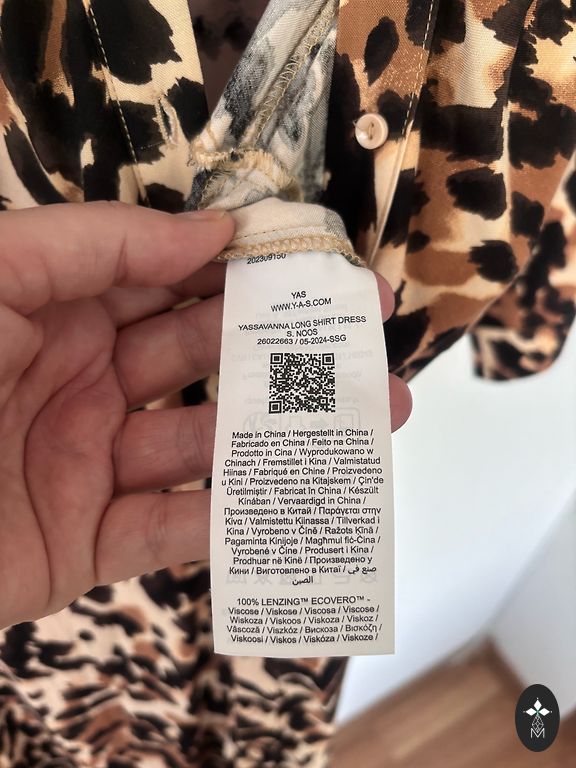 202309150
YAS
WWW.Y-A-S.COM
YASSAVANNA LONG SHIRT DRESS
S. NOOS
26022663 / 05-2024-SSG
Made in China / Hergestellt in China /
Fabricado en China / Feito na China /
Prodotto in Cina / Wyprodukowano w
Chinach / Fremstillet i Kina / Valmistatud
Hiinas / Fabriqué en Chine / Proizvedeno
u Kini / Proizvedeno na Kitajskem / Çin'de
Üretilmiştir / Fabricat în China / Készült
Kínában / Vervaardigd in China /
Произведено в Китай / Παράγεται στην
Κίνα / Valmistettu Kiinassa / Tillverkad i
Kina / Vyrobeno v Číně / Ražots Ķīnā /
Pagaminta Kinijoje / Magħmul fiċ-Ċina /
Vyrobené v Číne / Produsert i Kina /
Prodhuar në Kinë / Произведено у
Кини / Виготовлено в Китаї / صنع في
الصين
100% LENZING™ ECOVERO™ -
Viscose / Viskose / Viscosa / Viscose /
Wiskoza / Viskoos / Viskoza / Viskoz /
Vâscoză / Viszkóz / Вискоза / Βισκόζη /
Viskoosi / Viskos / Viskóza / Viskoze /
M